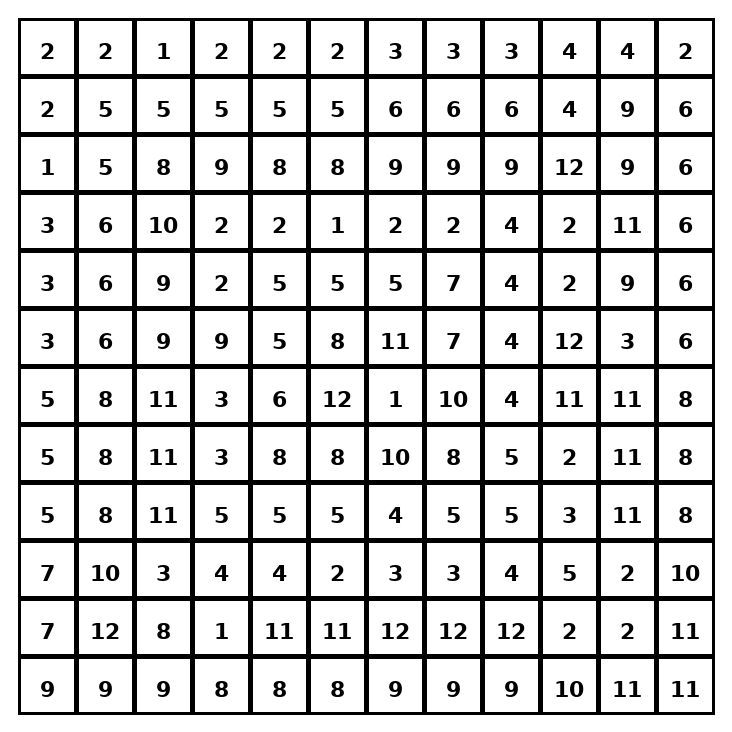 2 2 1 2 2 2 3 3 3 4 4 2
2 5 5 5 5 5 6 6 6 4 9 6
1 5 8 9 8 8 9 9 9 12 9 6
3 6 10 2 2 1 2 2 4 2 11 6
3 6 9 2 5 5 5 7 4 2 9 6
3 6 9 9 5 8 11 7 4 12 3 6
5 8 11 3 6 12 1 10 4 11 11 8
5 8 11 3 8 8 10 8 5 2 11 8
5 8 11 5 5 5 4 5 5 3 11 8
7 10 3 4 4 2 3 3 4 5 2 10
7 12 8 1 11 11 12 12 12 2 2 11
9 9 9 8 8 8 9 9 9 10 11 11